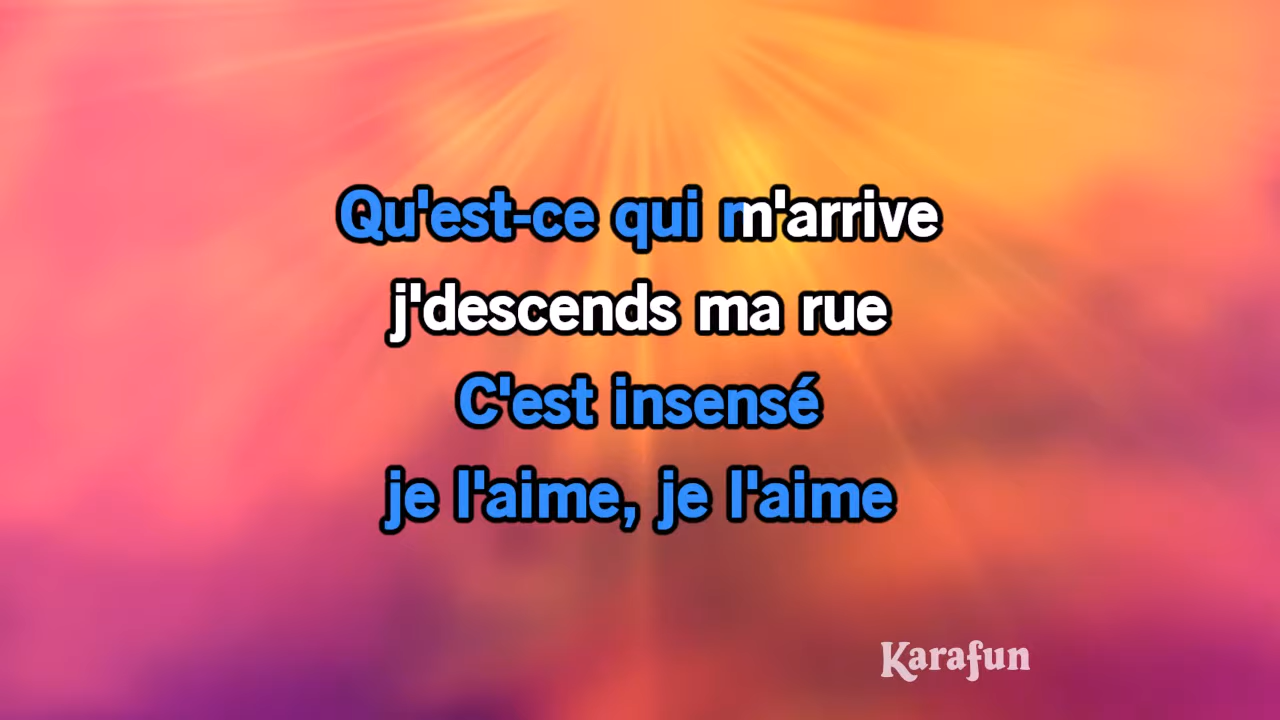 Qu'est-ce qui m'arrive
j'descends ma rue
C'est insensé
je l'aime, je l'aime
Karafun